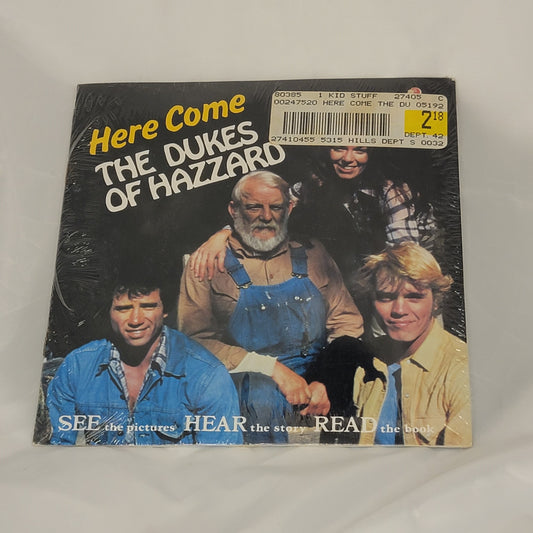 Here Come
THE DUKES
OF HAZZARD
80385 1 KID STUFF 27405 C
00247520 HERE COME THE DU 05192
2 18
DEPT. 42
27410455 5315 HILLS DEPT S 0032
SEE the pictures HEAR the story READ the book